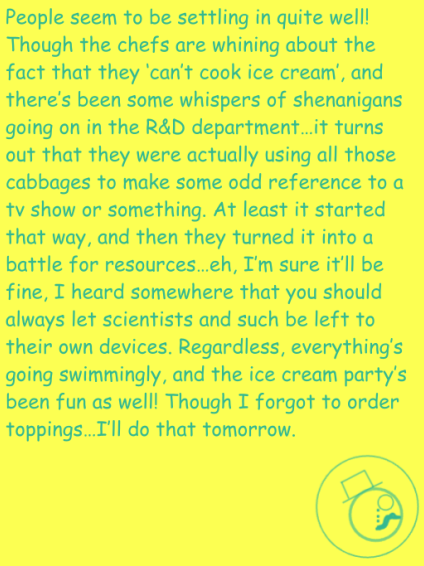 People seem to be settling in quite well!
Though the chefs are whining about the
fact that they ‘can’t cook ice cream’, and
there’s been some whispers of shenanigans
going on in the R&D department…it turns
out that they were actually using all those
cabbages to make some odd reference to a
tv show or something. At least it started
that way, and then they turned it into a
battle for resources…eh, I’m sure it’ll be
fine, I heard somewhere that you should
always let scientists and such be left to
their own devices. Regardless, everything’s
going swimmingly, and the ice cream party’s
been fun as well! Though I forgot to order
toppings…I’ll do that tomorrow.